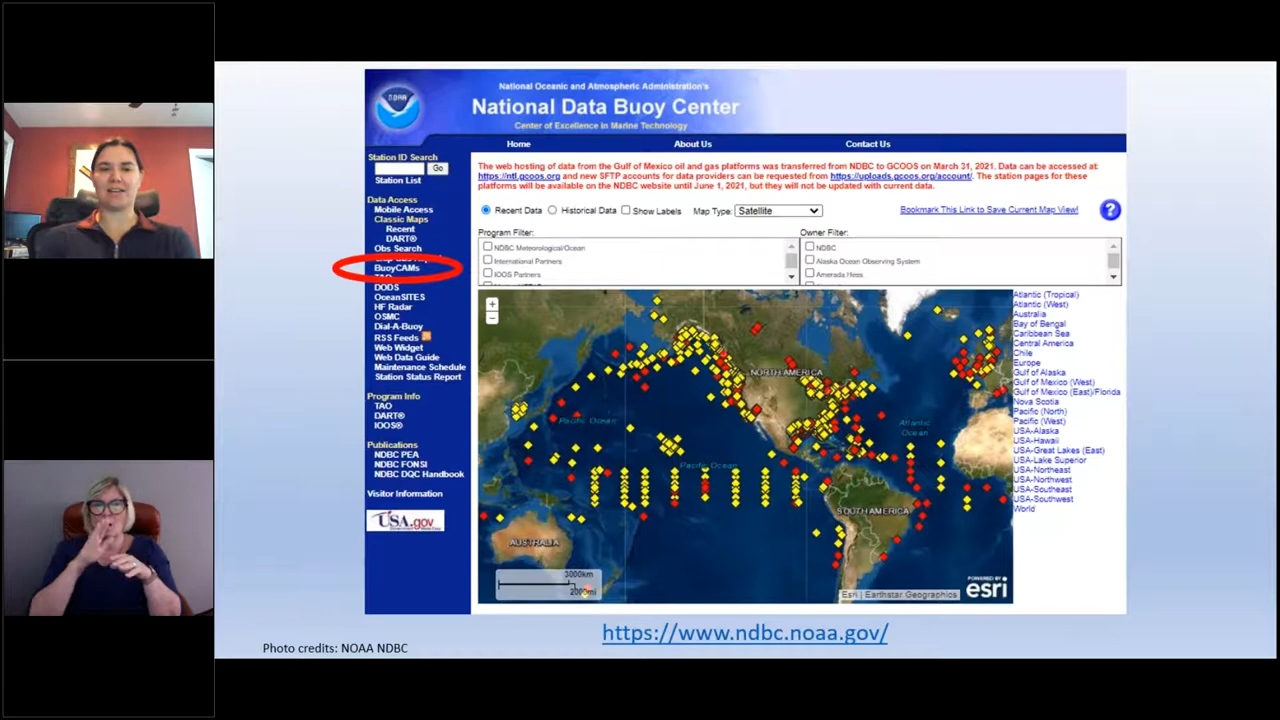 National Oceanic and Atmospheric Administration's
National Data Buoy Center
Center of Excellence in Marine Technology
NOAA
Home
About Us
Contact Us
Station ID Search
Go
Station List
Data Access
Mobile Access
Classic Maps
Recent
DART®
Obs Search
BuoyCAMs
TAO
DODS
OceanSITES
HF Radar
OSMC
Dial-A-Buoy
RSS Feeds
Web Widget
Web Data Guide
Maintenance Schedule
Station Status Report
Program Info
TAO
DART®
IOOS®
Publications
NDBC PEA
NDBC FONSI
NDBC DQC Handbook
Visitor Information
USA.gov
The web hosting of data from the Gulf of Mexico oil and gas platforms was transferred from NDBC to GCOOS on March 31, 2021. Data can be accessed at:
https://ntl.gcoos.org and new SFTP accounts for data providers can be requested from https://uploads.gcoos.org/account/. The station pages for these
platforms will be available on the NDBC website until June 1, 2021, but they will not be updated with current data.
Recent Data Historical Data Show Labels Map Type: Satellite
Bookmark This Link to Save Current Map View!
?
Program Filter:
NDBC Meteorological/Ocean
International Partners
IOOS Partners
Owner Filter:
NDBC
Alaska Ocean Observing System
Amerada Hess
+
−
NORTH AMERICA
Pacific Ocean
Atlantic
Ocean
Pacific Ocean
SOUTH AMERICA
AUSTRALIA
3000km
2000mi
Esri | Earthstar Geographics
POWERED BY
esri
Atlantic (Tropical)
Atlantic (West)
Australia
Bay of Bengal
Caribbean Sea
Central America
Chile
Europe
Gulf of Alaska
Gulf of Mexico (West)
Gulf of Mexico (East)/Florida
Nova Scotia
Pacific (North)
Pacific (West)
USA-Alaska
USA-Hawaii
USA-Great Lakes (East)
USA-Lake Superior
USA-Northeast
USA-Northwest
USA-Southeast
USA-Southwest
World
https://www.ndbc.noaa.gov/
Photo credits: NOAA NDBC